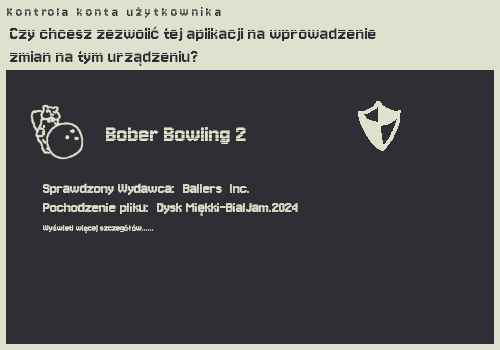 Kontrola konta użytkownika
Czy chcesz zezwolić tej aplikacji na wprowadzenie
zmian na tym urządzeniu?
Bober Bowling 2
Sprawdzony Wydawca: Ballers Inc.
Pochodzenie pliku: Dysk Miękki-BialJam.2024
Wyświetl więcej szczegółów......